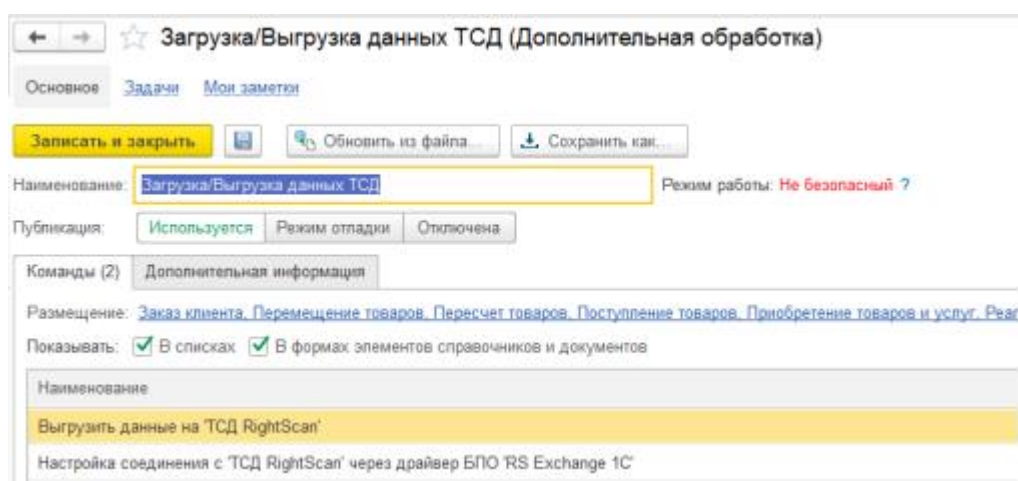 Загрузка/Выгрузка данных ТСД (Дополнительная обработка)
Основное Задачи Мои заметки
Записать и закрыть Обновить из файла... Сохранить как...
Наименование: Загрузка/Выгрузка данных ТСД Режим работы: Не безопасный ?
Публикация: Используется Режим отладки Отключена
Команды (2) Дополнительная информация
Размещение: Заказ клиента, Перемещение товаров, Пересчет товаров, Поступление товаров, Приобретение товаров и услуг, Реал
Показывать: В списках В формах элементов справочников и документов
Наименование
Выгрузить данные на 'ТСД RightScan'
Настройка соединения с 'ТСД RightScan' через драйвер БПО 'RS Exchange 1C'